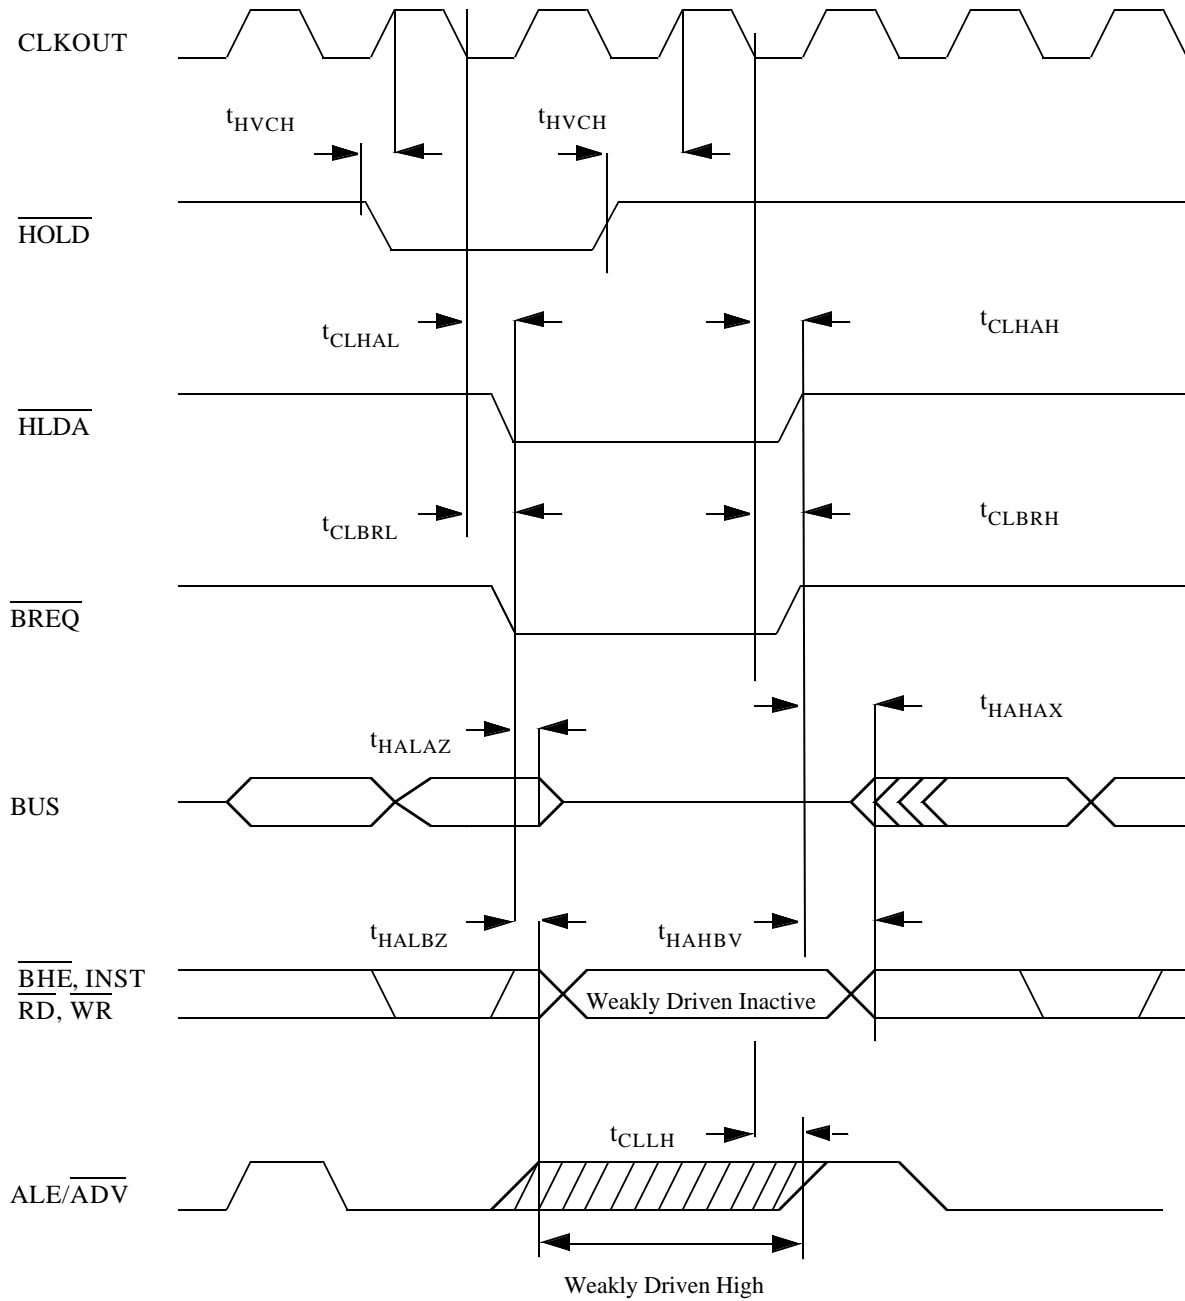 CLKOUT
tHVCH tHVCH
HOLD
tCLHAL tCLHAH
HLDA
tCLBRL tCLBRH
BREQ
tHAHAX
tHALAZ
BUS
tHALBZ tHAHBV
BHE, INST
RD, WR
Weakly Driven Inactive
tCLLH
ALE/ADV
Weakly Driven High